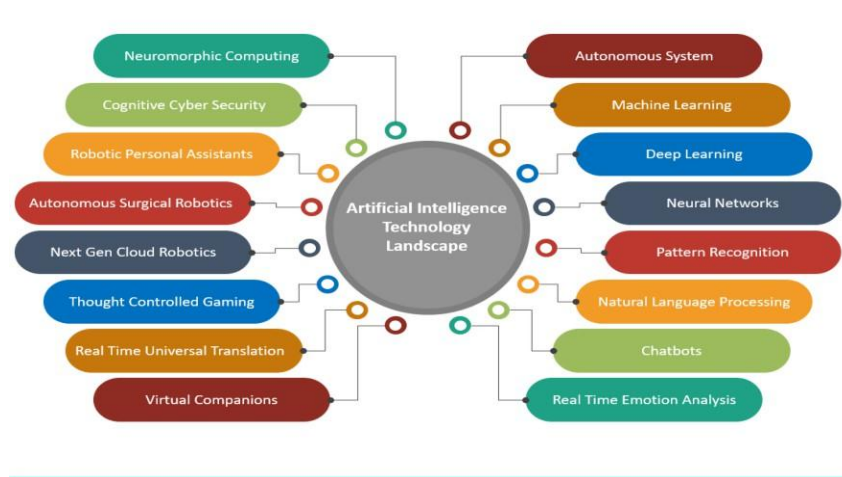 Neuromorphic Computing
Cognitive Cyber Security
Robotic Personal Assistants
Autonomous Surgical Robotics
Next Gen Cloud Robotics
Thought Controlled Gaming
Real Time Universal Translation
Virtual Companions
Artificial Intelligence
Technology
Landscape
Autonomous System
Machine Learning
Deep Learning
Neural Networks
Pattern Recognition
Natural Language Processing
Chatbots
Real Time Emotion Analysis